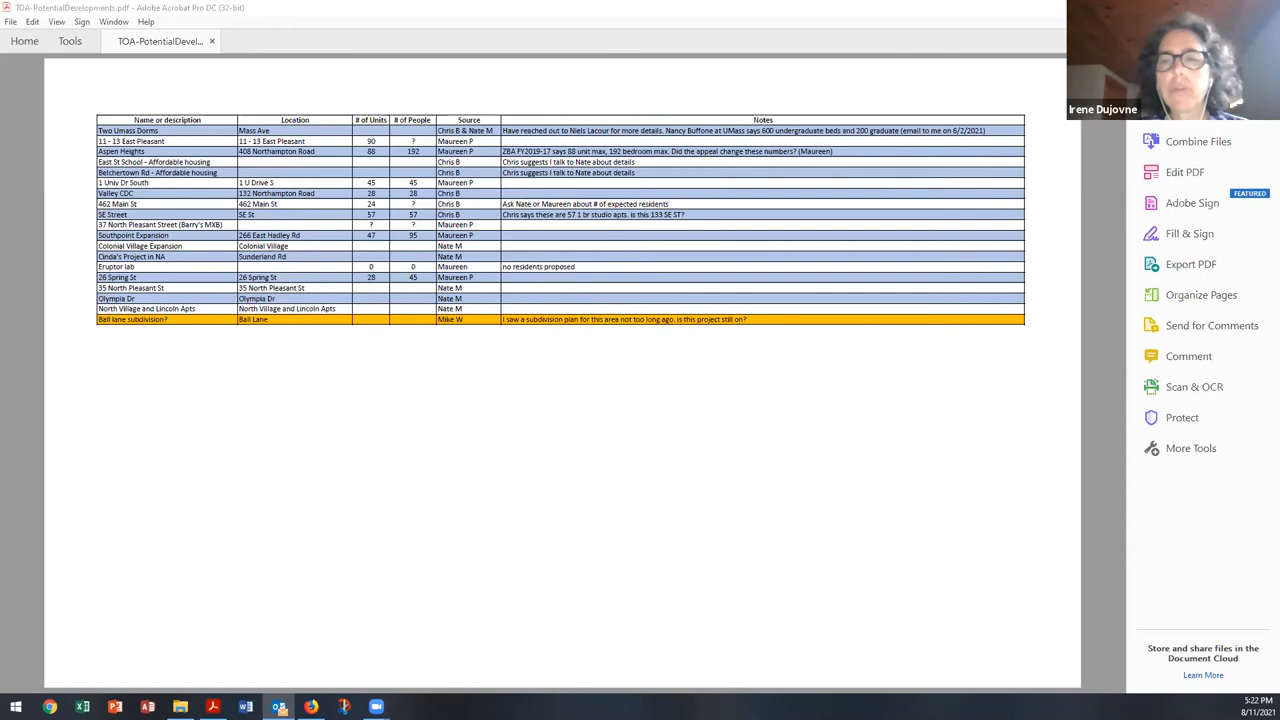 TOA-PotentialDevelopments.pdf - Adobe Acrobat Pro DC (32-bit)
File Edit View Sign Window Help
Home Tools TOA-PotentialDevel... ×
Irene Dujovne
Name or description Location # of Units # of People Source Notes
Two Umass Dorms Mass Ave Chris B & Nate M Have reached out to Niels Lacour for more details. Nancy Buffone at UMass says 600 undergraduate beds and 200 graduate (email to me on 6/2/2021)
11 - 13 East Pleasant 11 - 13 East Pleasant 90 ? Maureen P
Aspen Heights 408 Northampton Road 88 192 Maureen P ZBA FY2019-17 says 88 unit max, 192 bedroom max. Did the appeal change these numbers? (Maureen)
East St School - Affordable housing Chris B Chris suggests I talk to Nate about details
Belchertown Rd - Affordable housing Chris B Chris suggests I talk to Nate about details
1 Univ Dr South 1 U Drive S 45 45 Maureen P
Valley CDC 132 Northampton Road 28 28 Chris B
462 Main St 462 Main St 24 ? Chris B Ask Nate or Maureen about # of expected residents
SE Street SE St 57 57 Chris B Chris says these are 57 1 br studio apts. is this 133 SE ST?
37 North Pleasant Street (Barry's MXB) ? ? Maureen P
Southpoint Expansion 266 East Hadley Rd 47 95 Maureen P
Colonial Village Expansion Colonial Village Nate M
Cinda's Project in NA Sunderland Rd Nate M
Eruptor lab 0 0 Maureen no residents proposed
26 Spring St 26 Spring St 28 45 Maureen P
35 North Pleasant St 35 North Pleasant St Nate M
Olympia Dr Olympia Dr Nate M
North Village and Lincoln Apts North Village and Lincoln Apts Nate M
Ball lane subdivision? Ball Lane Mike W I saw a subdivision plan for this area not too long ago. is this project still on?
Combine Files
Edit PDF
FEATURED
Adobe Sign
Fill & Sign
Export PDF
Organize Pages
Send for Comments
Comment
Scan & OCR
Protect
More Tools
Store and share files in the
Document Cloud
Learn More
5:22 PM
8/11/2021